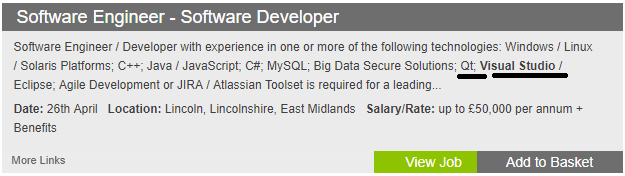 Software Engineer - Software Developer
Software Engineer / Developer with experience in one or more of the following technologies: Windows / Linux
/ Solaris Platforms; C++; Java / JavaScript; C#; MySQL; Big Data Secure Solutions; Qt; Visual Studio /
Eclipse; Agile Development or JIRA / Atlassian Toolset is required for a leading...
Date: 26th April Location: Lincoln, Lincolnshire, East Midlands Salary/Rate: up to £50,000 per annum +
Benefits
More Links View Job Add to Basket